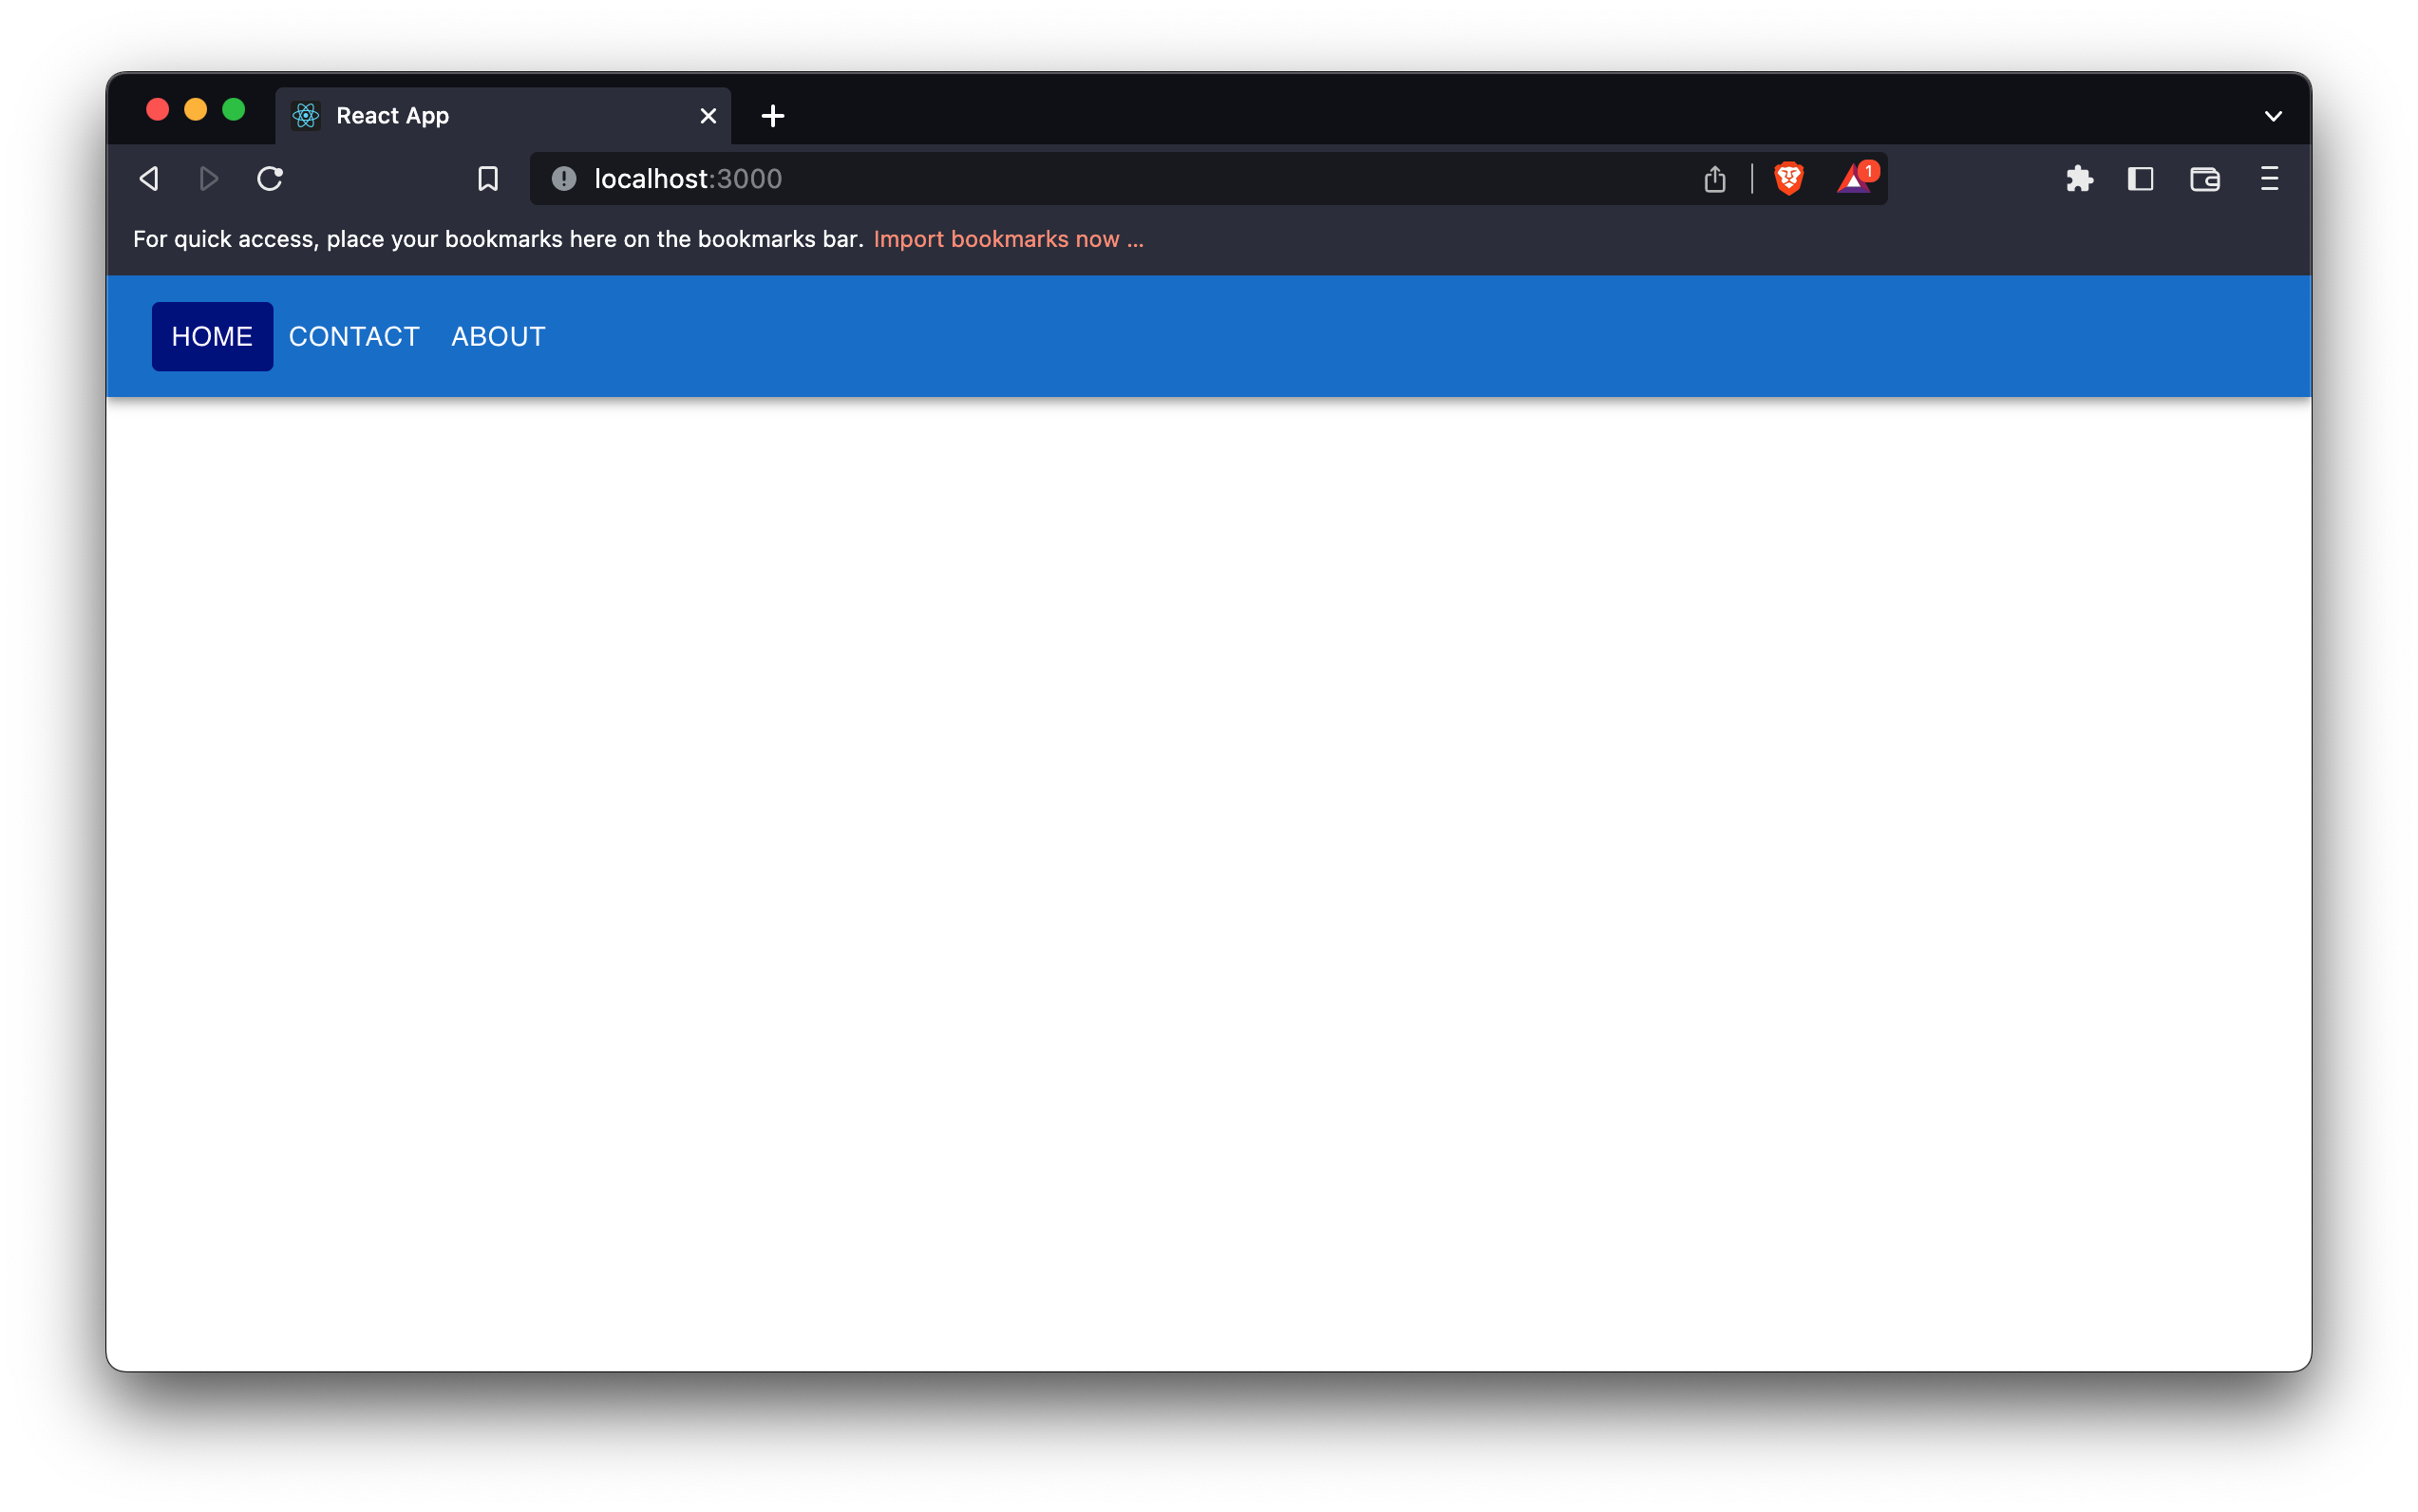 React App
localhost:3000
1
For quick access, place your bookmarks here on the bookmarks bar. Import bookmarks now ...
HOME CONTACT ABOUT